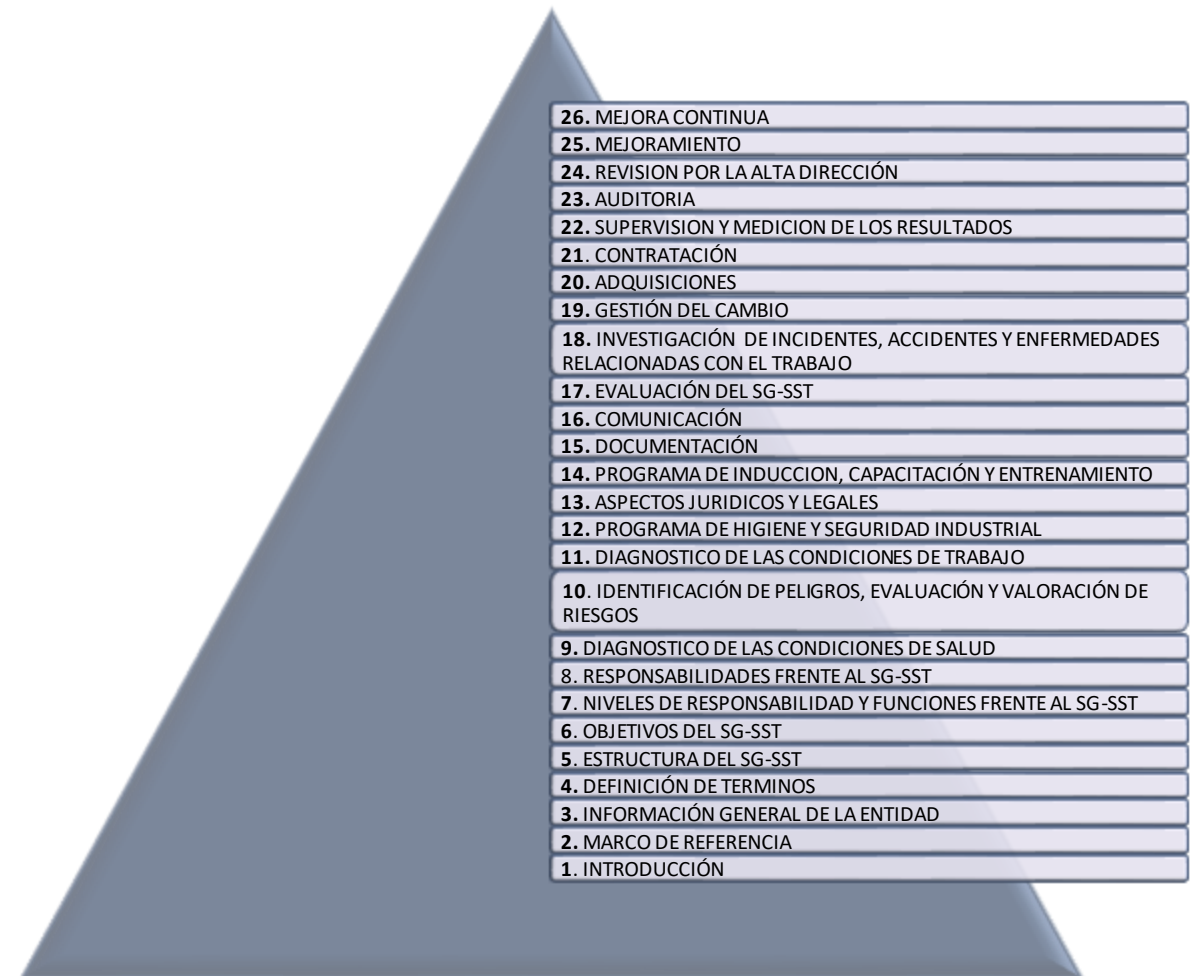 26. MEJORA CONTINUA
25. MEJORAMIENTO
24. REVISION POR LA ALTA DIRECCIÓN
23. AUDITORIA
22. SUPERVISION Y MEDICION DE LOS RESULTADOS
21. CONTRATACIÓN
20. ADQUISICIONES
19. GESTIÓN DEL CAMBIO
18. INVESTIGACIÓN DE INCIDENTES, ACCIDENTES Y ENFERMEDADES
RELACIONADAS CON EL TRABAJO
17. EVALUACIÓN DEL SG-SST
16. COMUNICACIÓN
15. DOCUMENTACIÓN
14. PROGRAMA DE INDUCCION, CAPACITACIÓN Y ENTRENAMIENTO
13. ASPECTOS JURIDICOS Y LEGALES
12. PROGRAMA DE HIGIENE Y SEGURIDAD INDUSTRIAL
11. DIAGNOSTICO DE LAS CONDICIONES DE TRABAJO
10. IDENTIFICACIÓN DE PELIGROS, EVALUACIÓN Y VALORACIÓN DE
RIESGOS
9. DIAGNOSTICO DE LAS CONDICIONES DE SALUD
8. RESPONSABILIDADES FRENTE AL SG-SST
7. NIVELES DE RESPONSABILIDAD Y FUNCIONES FRENTE AL SG-SST
6. OBJETIVOS DEL SG-SST
5. ESTRUCTURA DEL SG-SST
4. DEFINICIÓN DE TERMINOS
3. INFORMACIÓN GENERAL DE LA ENTIDAD
2. MARCO DE REFERENCIA
1. INTRODUCCIÓN